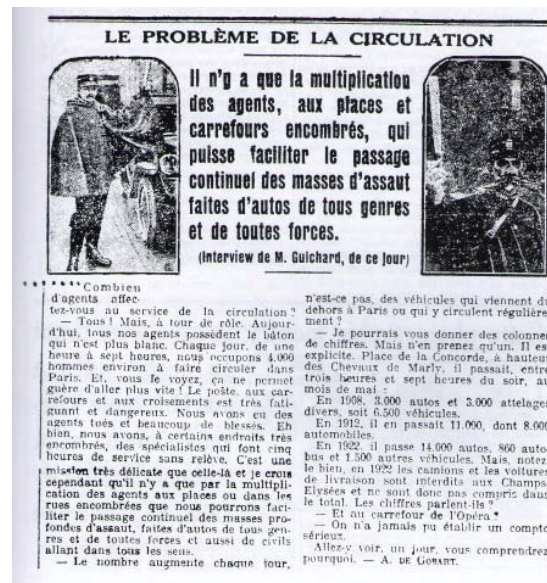 LE PROBLÈME DE LA CIRCULATION
Il n'y a que la multiplication
des agents, aux places et
carrefours encombrés, qui
puisse faciliter le passage
continuel des masses d'assaut
faites d'autos de tous genres
et de toutes forces.
(Interview de M. Guichard, de ce jour)
Combien
d'agents affec-
tez-vous au service de la circulation ?
— Tous ! Mais, à tour de rôle. Aujour-
d'hui, tous nos agents possèdent le bâton
qui n'est plus blanc. Chaque jour, de une
heure à sept heures, nous occupons 4.000
hommes environ à faire circuler dans
Paris. Et, vous le voyez, ça ne permet
guère d'aller plus vite ! Le poste, aux car-
refours et aux croisements est très fati-
guant et dangereux. Nous avons eu des
agents tués et beaucoup de blessés. Eh
bien, nous avons, à certains endroits très
encombrés, des spécialistes qui font cinq
heures de service sans relève. C'est une
mission très délicate que celle-là et je crois
cependant qu'il n'y a que par la multipli-
cation des agents aux places ou dans les
rues encombrées que nous pourrons faci-
liter le passage continuel des masses pro-
fondes d'assaut, faites d'autos de tous gen-
res et de toutes forces et aussi de civils
allant dans tous les sens.
— Le nombre augmente chaque jour,
n'est-ce pas, des véhicules qui viennent du
dehors à Paris ou qui y circulent régulière-
ment ?
— Je pourrais vous donner des colonnes
de chiffres. Mais n'en prenez qu'un. Il est
explicite. Place de la Concorde, à hauteur
des Chevaux de Marly, il passait, entre
trois heures et sept heures du soir, au
mois de mai :
En 1908, 3.000 autos et 3.000 attelages
divers, soit 6.500 véhicules.
En 1912, il en passait 11.000, dont 8.000
automobiles.
En 1922, il passe 14.000 autos, 860 auto-
bus et 1.500 autres véhicules. Mais, notez-
le bien, en 1922 les camions et les voitures
de livraison sont interdits aux Champs-
Elysées et ne sont donc pas compris dans
le total. Les chiffres parlent-ils ?
— Et au carrefour de l'Opéra ?
— On n'a jamais pu établir un compte
sérieux.
Allez-y voir, un jour, vous comprendrez
pourquoi. — A. DE GOBART.